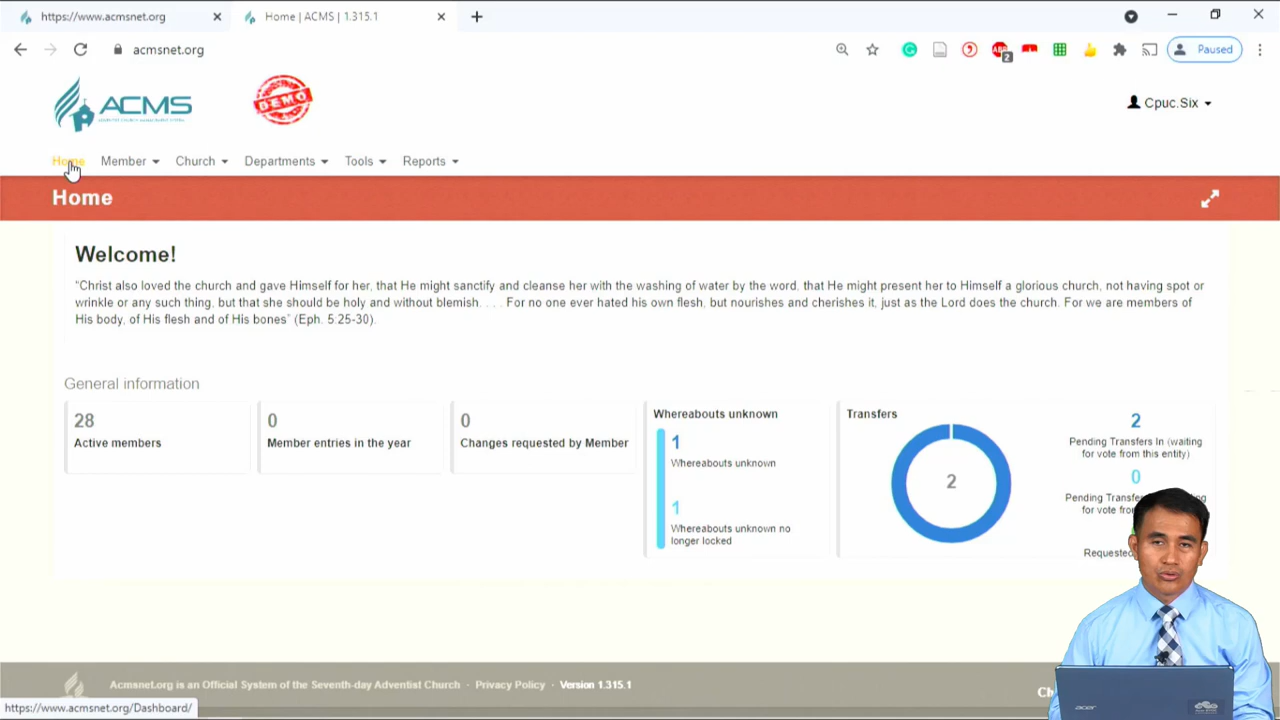 https://www.acmsnet.org
Home | ACMS | 1.315.1
acmsnet.org
2
Paused
ACMS
DEMO
Cpuc.Six
Home Member Church Departments Tools Reports
Home
Welcome!
"Christ also loved the church and gave Himself for her, that He might sanctify and cleanse her with the washing of water by the word, that He might present her to Himself a glorious church, not having spot or
wrinkle or any such thing, but that she should be holy and without blemish. . . . For no one ever hated his own flesh, but nourishes and cherishes it, just as the Lord does the church. For we are members of
His body, of His flesh and of His bones" (Eph. 5.25-30).
General information
28
Active members
0
Member entries in the year
0
Changes requested by Member
Whereabouts unknown
1
Whereabouts unknown
1
Whereabouts unknown no
longer locked
Transfers
2
2
Pending Transfers In (waiting
for vote from this entity)
0
Pending
for vote
Requested
Acmsnet.org is an Official System of the Seventh-day Adventist Church · Privacy Policy · Version 1.315.1
https://www.acmsnet.org/Dashboard/
acer